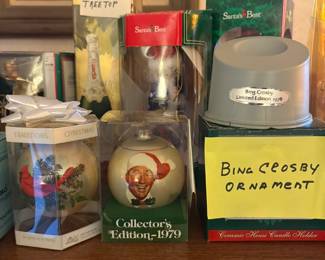 TREETOP
Santa's Best
Santa's Best
Bing Crosby
Limited Edition 1979
TRADITIONS
CHRISTMAS
Collector's
Edition-1979
BING CROSBY
ORNAMENT
Ceramic House Candle Holder